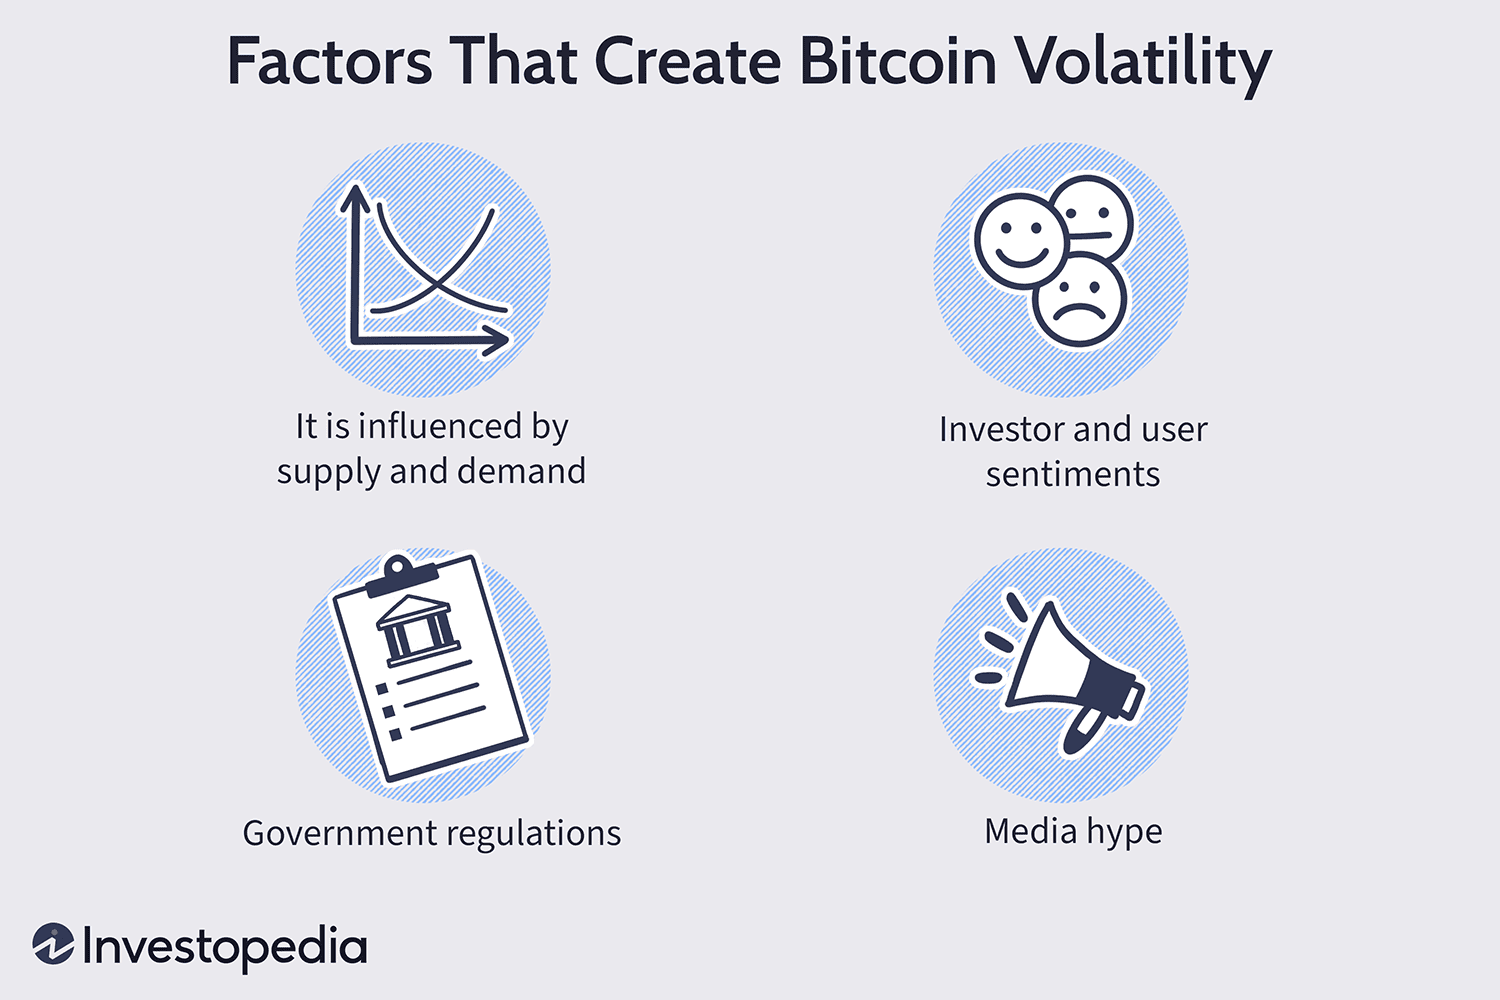 Factors That Create Bitcoin Volatility
It is influenced by
supply and demand
Investor and user
sentiments
Government regulations
Media hype
Investopedia